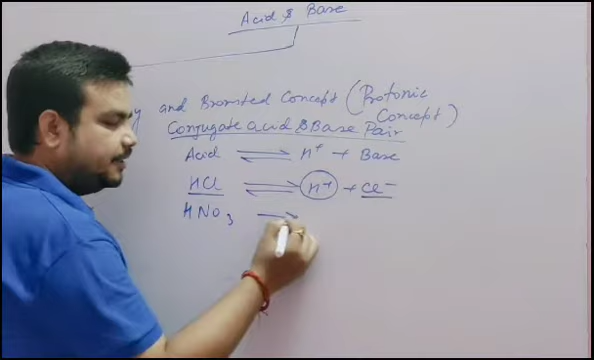 Acid & Base
y and Bronsted Concept (Protonic Concept)
Conjugate acid & Base Pair
Acid ⇌ H⁺ + Base
HCl ⇌ H⁺ + Cl⁻
HNO₃ →